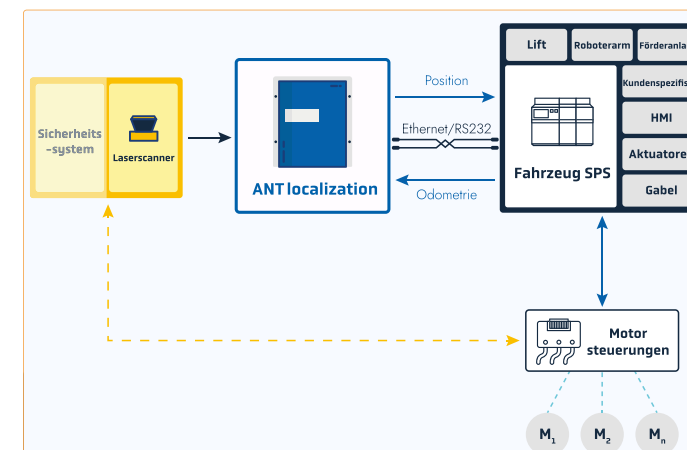 Lift
Roboterarm
Förderanla
Kundenspezifis
HMI
Aktuatore
Gabel
Fahrzeug SPS
Position
Ethernet/RS232
Odometrie
Sicherheits
-system
Laserscanner
ANT localization
Motor
steuerungen
M1
M2
Mn